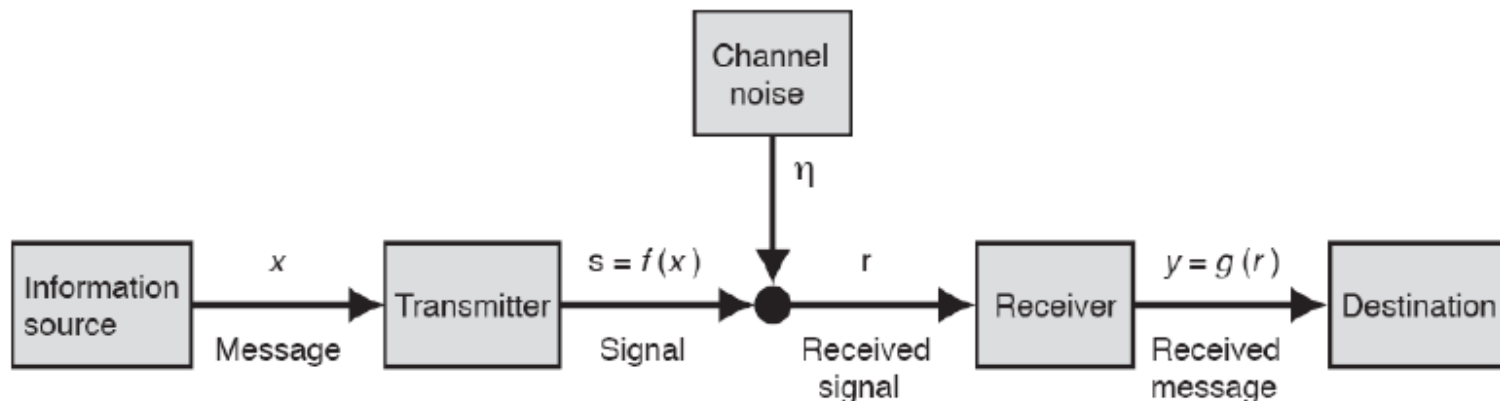 Channel
noise
η
x
s = f(x)
r
y = g(r)
Information
source
Transmitter
Receiver
Destination
Message
Signal
Received
signal
Received
message